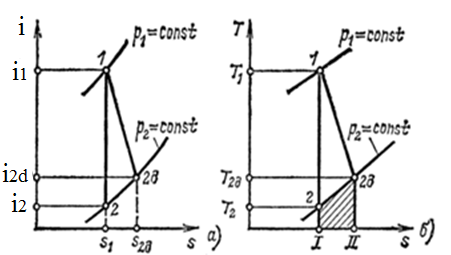 i
p₁=const
1
i1
p₂=const
i2d
2д
i2
2
s₁
s₂д
s
а)
T
p₁=const
1
T₁
p₂=const
T₂д
2д
T₂
2
I
II
s
б)